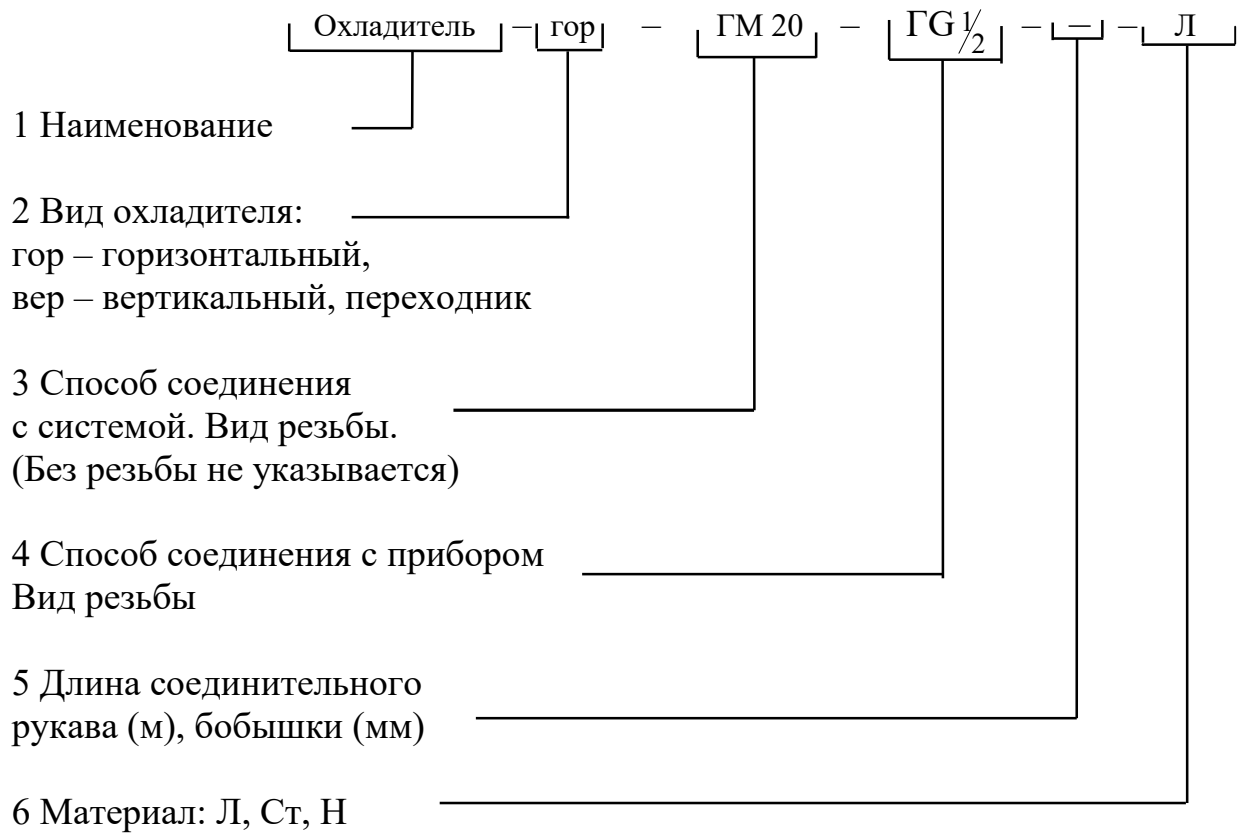 Охладитель – гор – ГМ 20 – ГG 1/2 – – – Л
1 Наименование
2 Вид охладителя:
гор – горизонтальный,
вер – вертикальный, переходник
3 Способ соединения
с системой. Вид резьбы.
(Без резьбы не указывается)
4 Способ соединения с прибором
Вид резьбы
5 Длина соединительного
рукава (м), бобышки (мм)
6 Материал: Л, Ст, Н